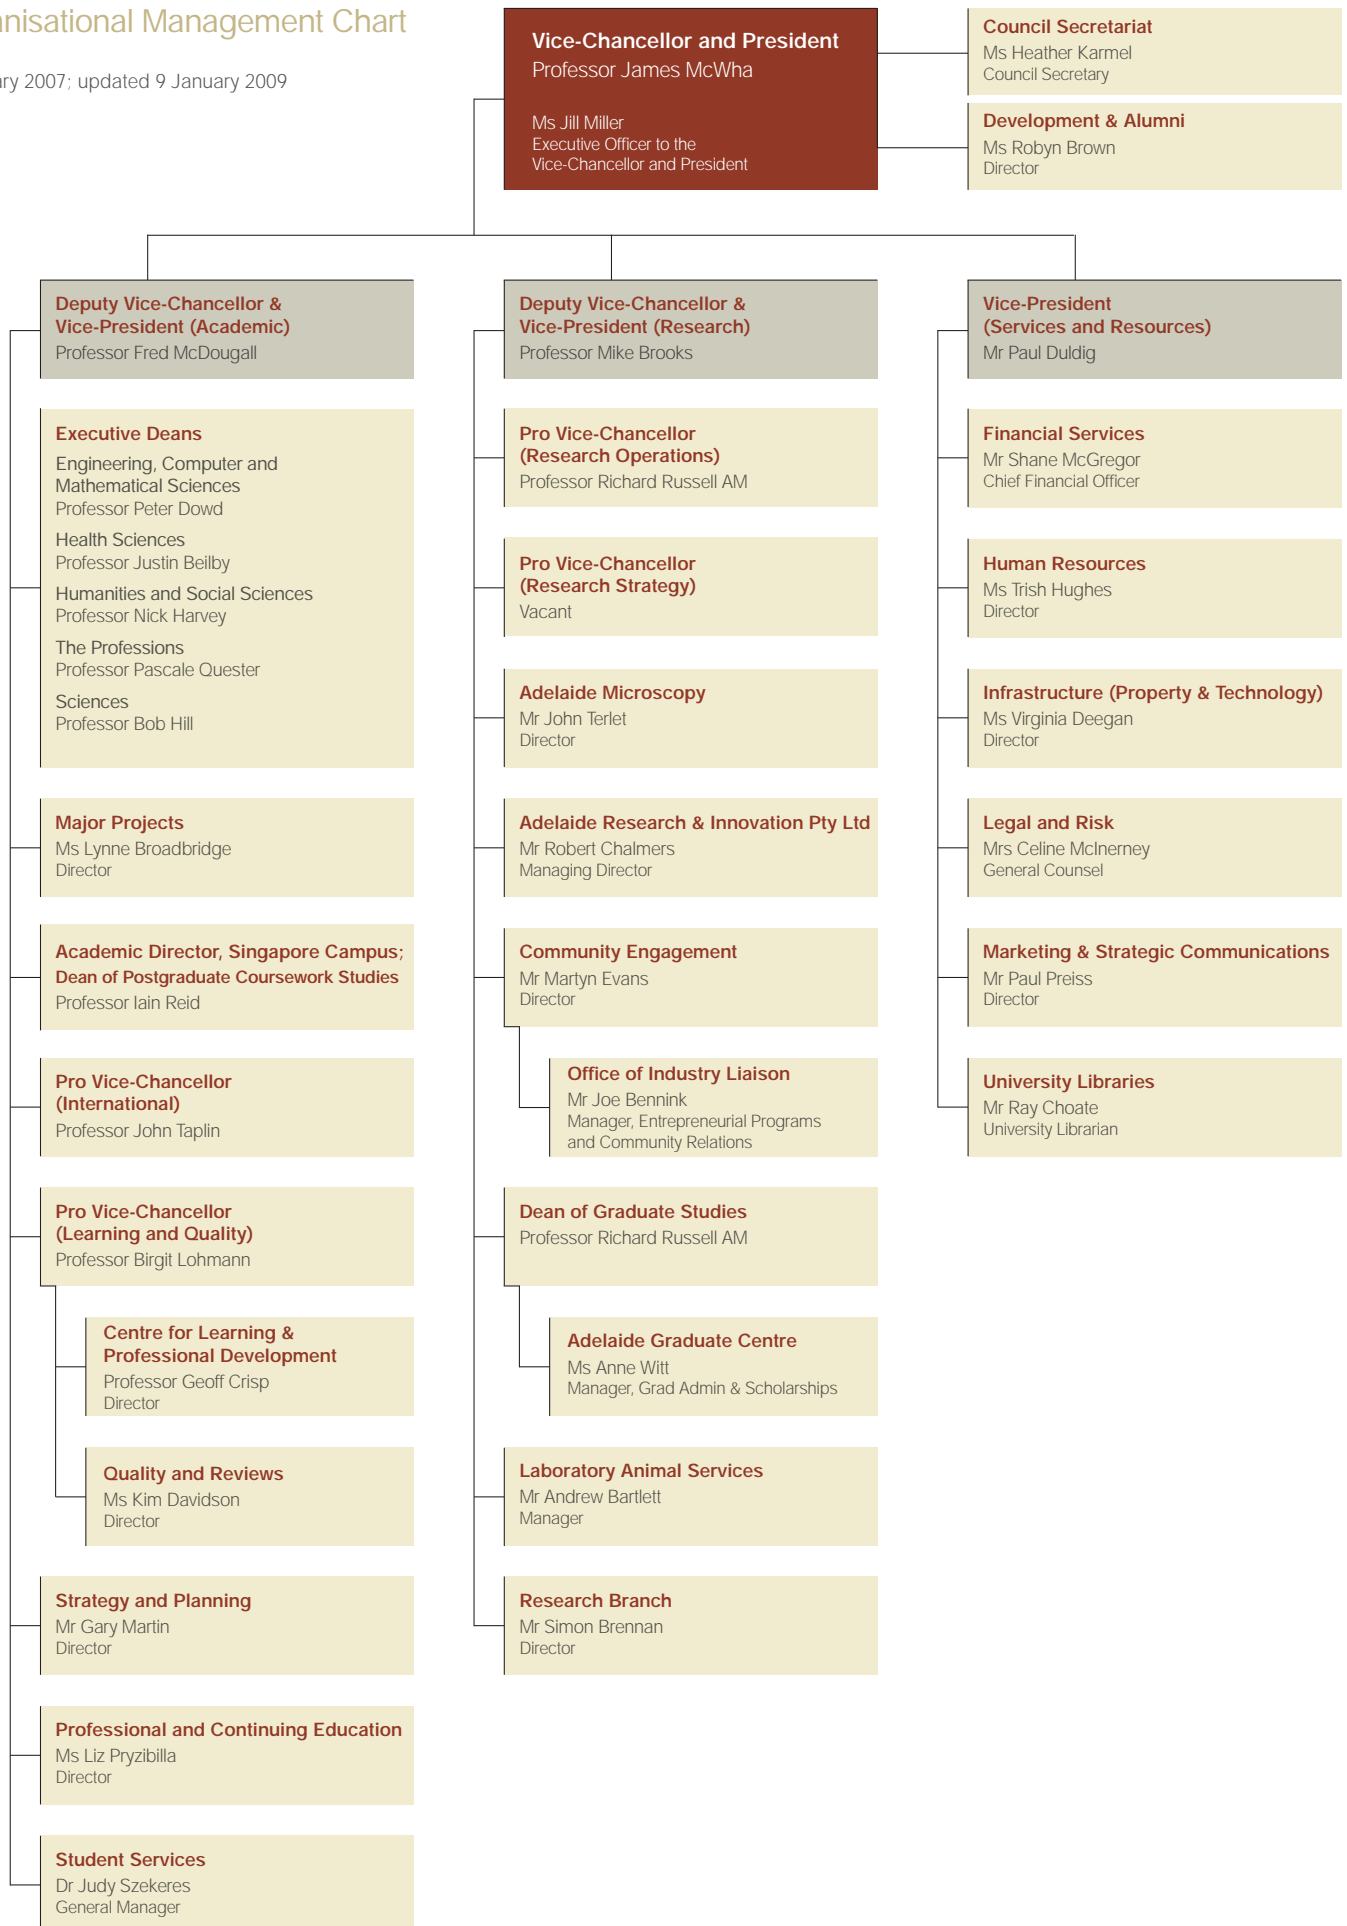 nisational Management Chart
ry 2007; updated 9 January 2009
Vice-Chancellor and President
Professor James McWha
Ms Jill Miller
Executive Officer to the
Vice-Chancellor and President
Council Secretariat
Ms Heather Karmel
Council Secretary
Development & Alumni
Ms Robyn Brown
Director
Deputy Vice-Chancellor &
Vice-President (Academic)
Professor Fred McDougall
Executive Deans
Engineering, Computer and
Mathematical Sciences
Professor Peter Dowd
Health Sciences
Professor Justin Beilby
Humanities and Social Sciences
Professor Nick Harvey
The Professions
Professor Pascale Quester
Sciences
Professor Bob Hill
Major Projects
Ms Lynne Broadbridge
Director
Academic Director, Singapore Campus;
Dean of Postgraduate Coursework Studies
Professor Iain Reid
Pro Vice-Chancellor
(International)
Professor John Taplin
Pro Vice-Chancellor
(Learning and Quality)
Professor Birgit Lohmann
Centre for Learning &
Professional Development
Professor Geoff Crisp
Director
Quality and Reviews
Ms Kim Davidson
Director
Strategy and Planning
Mr Gary Martin
Director
Professional and Continuing Education
Ms Liz Pryzibilla
Director
Student Services
Dr Judy Szekeres
General Manager
Deputy Vice-Chancellor &
Vice-President (Research)
Professor Mike Brooks
Pro Vice-Chancellor
(Research Operations)
Professor Richard Russell AM
Pro Vice-Chancellor
(Research Strategy)
Vacant
Adelaide Microscopy
Mr John Terlet
Director
Adelaide Research & Innovation Pty Ltd
Mr Robert Chalmers
Managing Director
Community Engagement
Mr Martyn Evans
Director
Office of Industry Liaison
Mr Joe Bennink
Manager, Entrepreneurial Programs
and Community Relations
Dean of Graduate Studies
Professor Richard Russell AM
Adelaide Graduate Centre
Ms Anne Witt
Manager, Grad Admin & Scholarships
Laboratory Animal Services
Mr Andrew Bartlett
Manager
Research Branch
Mr Simon Brennan
Director
Vice-President
(Services and Resources)
Mr Paul Duldig
Financial Services
Mr Shane McGregor
Chief Financial Officer
Human Resources
Ms Trish Hughes
Director
Infrastructure (Property & Technology)
Ms Virginia Deegan
Director
Legal and Risk
Mrs Celine McInerney
General Counsel
Marketing & Strategic Communications
Mr Paul Preiss
Director
University Libraries
Mr Ray Choate
University Librarian